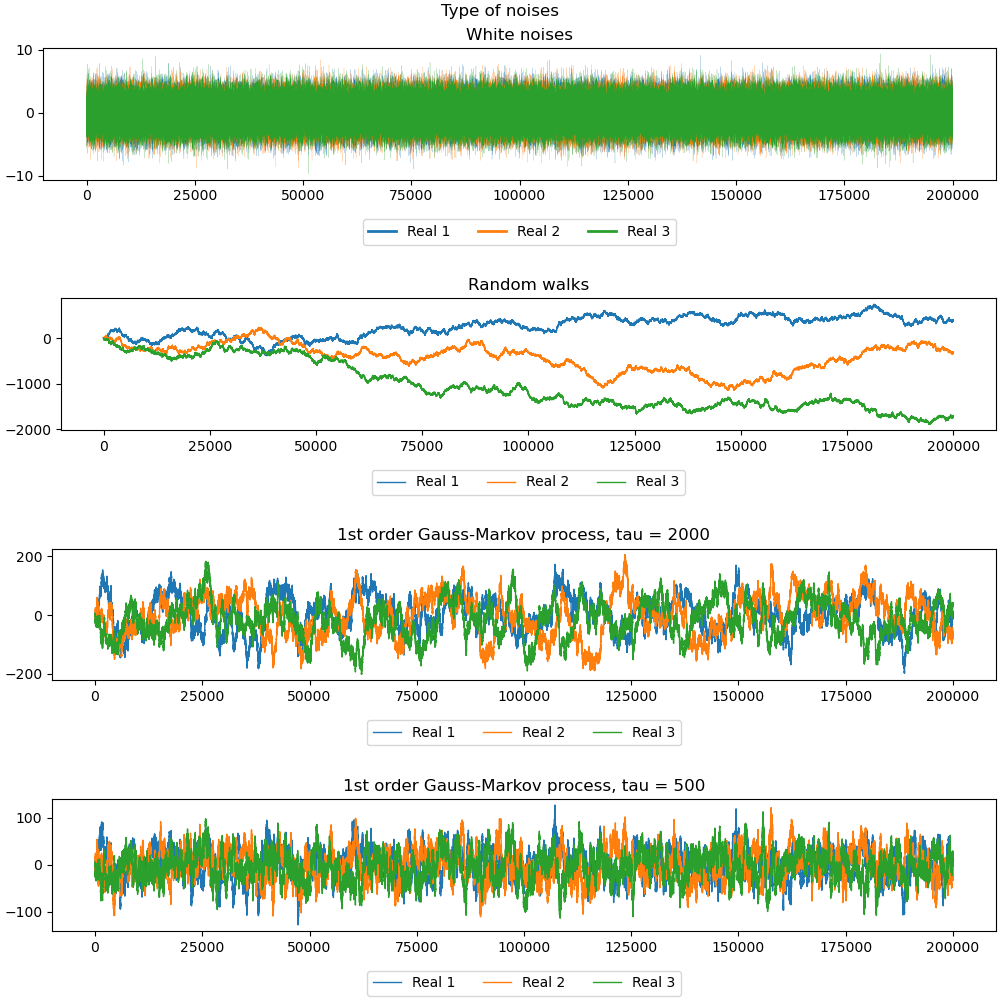 Type of noises
White noises
10
0
−10
0 25000 50000 75000 100000 125000 150000 175000 200000
Real 1 Real 2 Real 3
Random walks
0
−1000
−2000
0 25000 50000 75000 100000 125000 150000 175000 200000
Real 1 Real 2 Real 3
1st order Gauss-Markov process, tau = 2000
200
0
−200
0 25000 50000 75000 100000 125000 150000 175000 200000
Real 1 Real 2 Real 3
1st order Gauss-Markov process, tau = 500
100
0
−100
0 25000 50000 75000 100000 125000 150000 175000 200000
Real 1 Real 2 Real 3